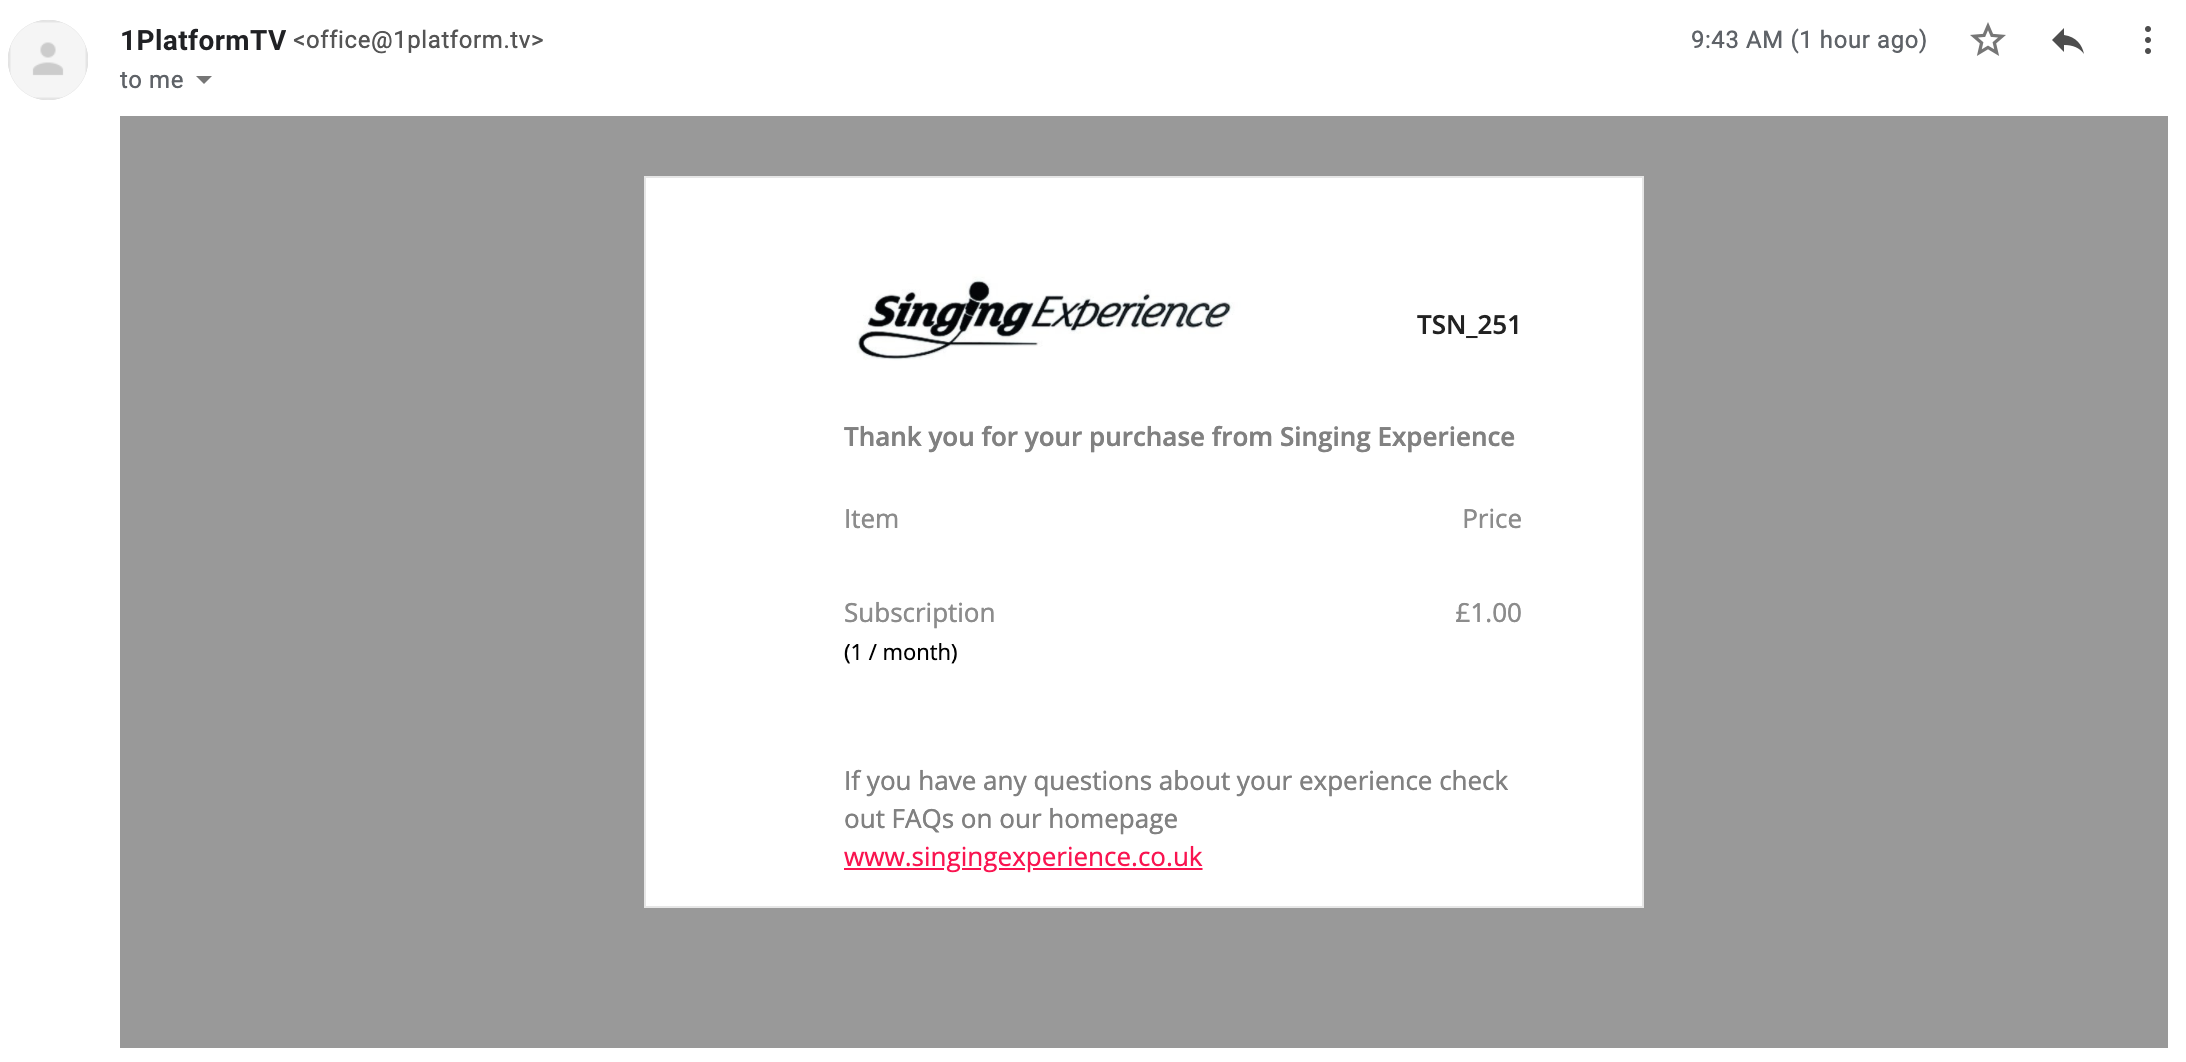 1PlatformTV <office@1platform.tv>
9:43 AM (1 hour ago)
to me
Singing Experience
TSN_251
Thank you for your purchase from Singing Experience
Item Price
Subscription £1.00
(1 / month)
If you have any questions about your experience check
out FAQs on our homepage
www.singingexperience.co.uk